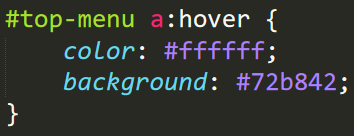 #top-menu a:hover {
    color: #ffffff;
    background: #72b842;
}